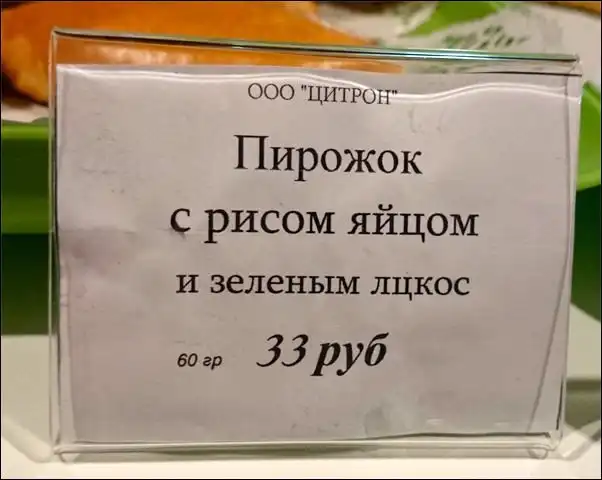 ООО "ЦИТРОН"
Пирожок
с рисом яйцом
и зеленым лцкос
60 гр 33 руб